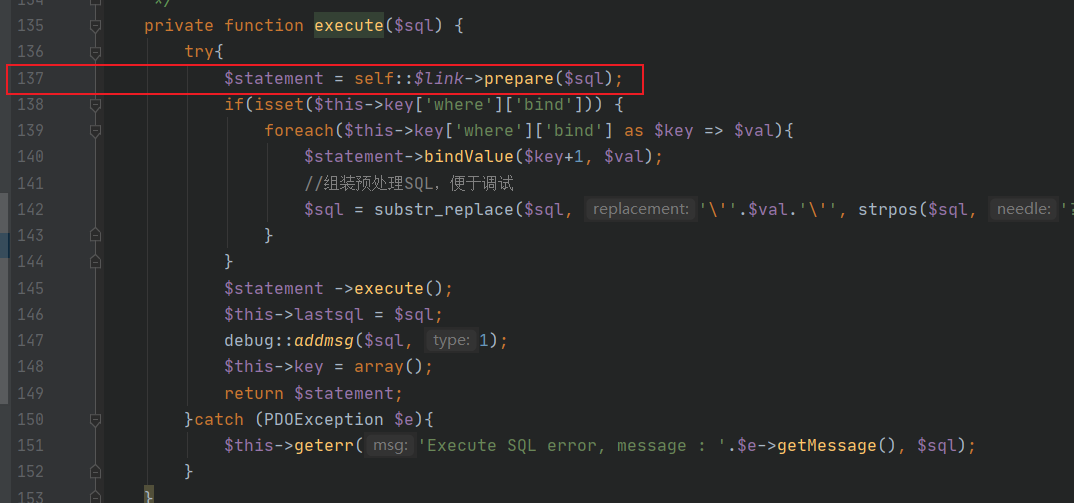 134 */
135 private function execute($sql) {
136 try{
137 $statement = self::$link->prepare($sql);
138 if(isset($this->key['where']['bind'])) {
139 foreach($this->key['where']['bind'] as $key => $val){
140 $statement->bindValue($key+1, $val);
141 //组装预处理SQL，便于调试
142 $sql = substr_replace($sql, replacement: '\''.$val.'\'', strpos($sql, needle: '?
143 }
144 }
145 $statement ->execute();
146 $this->lastsql = $sql;
147 debug::addmsg($sql, type: 1);
148 $this->key = array();
149 return $statement;
150 }catch (PDOException $e){
151 $this->geterr( msg: 'Execute SQL error, message : '.$e->getMessage(), $sql);
152 }
153 }